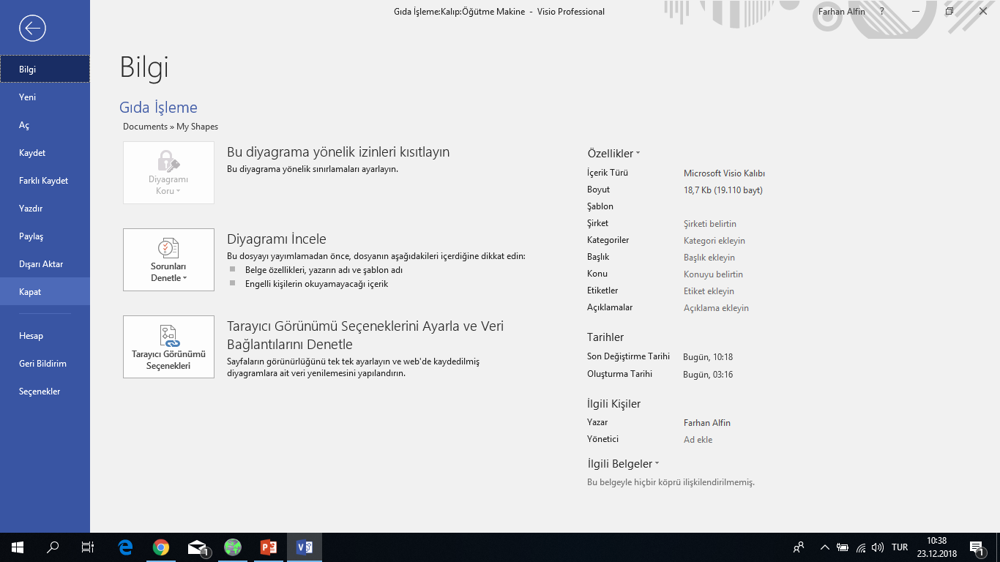 Gıda İşleme:Kalıp:Öğütme Makine - Visio Professional
Farhan Alfin
?
Bilgi
Yeni
Aç
Kaydet
Farklı Kaydet
Yazdır
Paylaş
Dışarı Aktar
Kapat
Hesap
Geri Bildirim
Seçenekler
Bilgi
Gıda İşleme
Documents » My Shapes
Diyagramı
Koru
Bu diyagrama yönelik izinleri kısıtlayın
Bu diyagrama yönelik sınırlamaları ayarlayın.
Sorunları
Denetle
Diyagramı İncele
Bu dosyayı yayımlamadan önce, dosyanın aşağıdakileri içerdiğine dikkat edin:
Belge özellikleri, yazarın adı ve şablon adı
Engelli kişilerin okuyamayacağı içerik
Tarayıcı Görünümü
Seçenekleri
Tarayıcı Görünümü Seçeneklerini Ayarla ve Veri
Bağlantılarını Denetle
Sayfaların görünürlüğünü tek tek ayarlayın ve web'de kaydedilmiş
diyagramlara ait veri yenilemesini yapılandırın.
Özellikler
İçerik Türü Microsoft Visio Kalıbı
Boyut 18,7 Kb (19.110 bayt)
Şablon
Şirket Şirketi belirtin
Kategoriler Kategori ekleyin
Başlık Başlık ekleyin
Konu Konuyu belirtin
Etiketler Etiket ekleyin
Açıklamalar Açıklama ekleyin
Tarihler
Son Değiştirme Tarihi Bugün, 10:18
Oluşturma Tarihi Bugün, 03:16
İlgili Kişiler
Yazar Farhan Alfin
Yönetici Ad ekle
İlgili Belgeler
Bu belgeyle hiçbir köprü ilişkilendirilmemiş.
1
TUR
10:38
23.12.2018
1